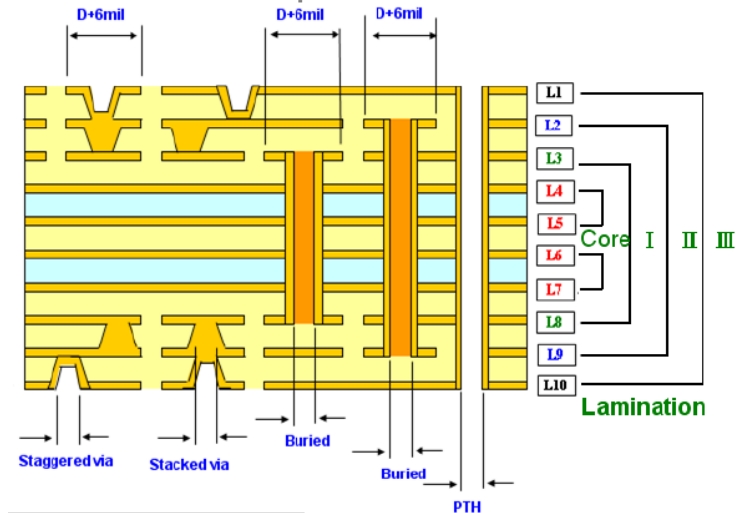 D+6mil
D+6mil
D+6mil
L1
L2
L3
L4
L5
Core I II III
L6
L7
L8
L9
L10
Lamination
Staggered via
Stacked via
Buried
Buried
PTH